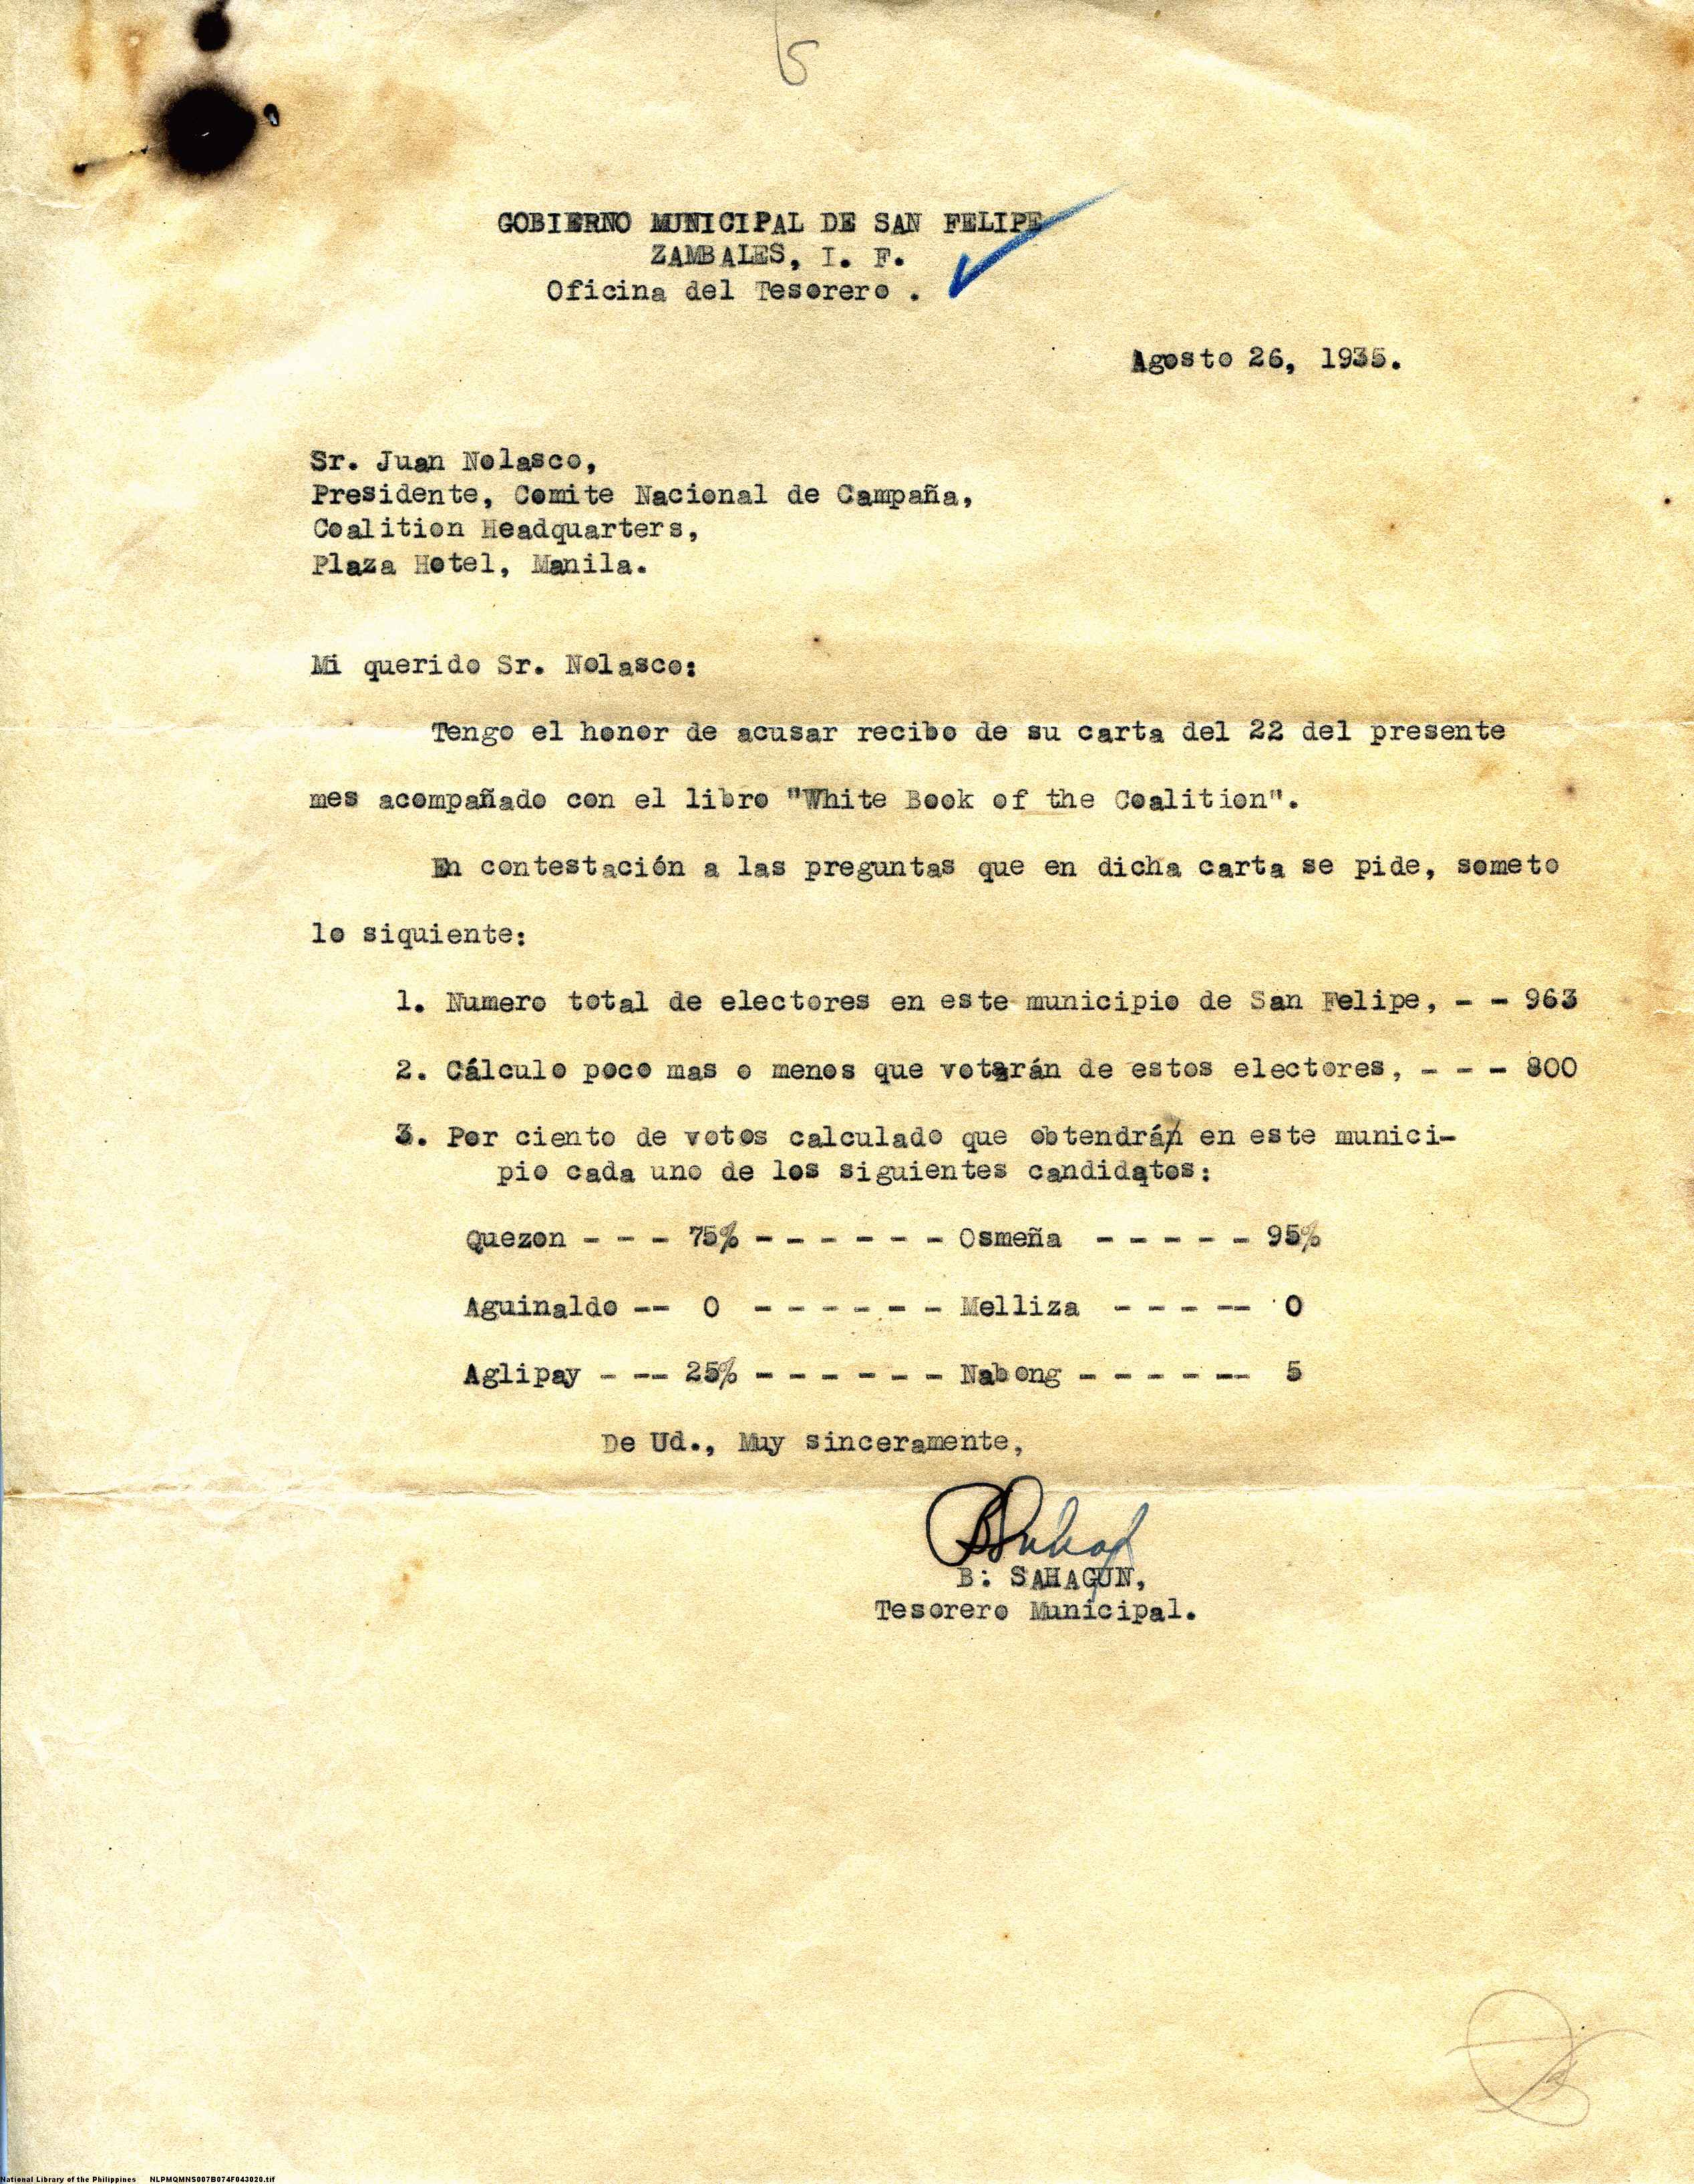 5
GOBIERNO MUNICIPAL DE SAN FELIPE
ZAMBALES, I. F.
Oficina del Tesorero .
Agosto 26, 1935.
Sr. Juan Nolasco,
Presidente, Comite Nacional de Campaña,
Coalition Headquarters,
Plaza Hotel, Manila.
Mi querido Sr. Nolasco:
Tengo el honor de acusar recibo de su carta del 22 del presente
mes acompañado con el libro "White Book of the Coalition".
En contestación a las preguntas que en dicha carta se pide, someto
lo siquiente:
1. Numero total de electores en este municipio de San Felipe, - - 963
2. Cálculo poco mas o menos que votarán de estos electores, - - - 800
3. Por ciento de votos calculado que obtendrá en este munici-
pio cada uno de los siguientes candidatos:
Quezon - - - 75% - - - - - - Osmeña - - - - - 95%
Aguinaldo -- 0 - - - - - - Melliza - - - -- 0
Aglipay - -- 25% - - - - - - Nabong - - - - -- 5
De Ud., Muy sinceramente,
B: SAHAGUN,
Tesorero Municipal.
National Library of the Philippines NLPMQMNS007B074F043020.tif